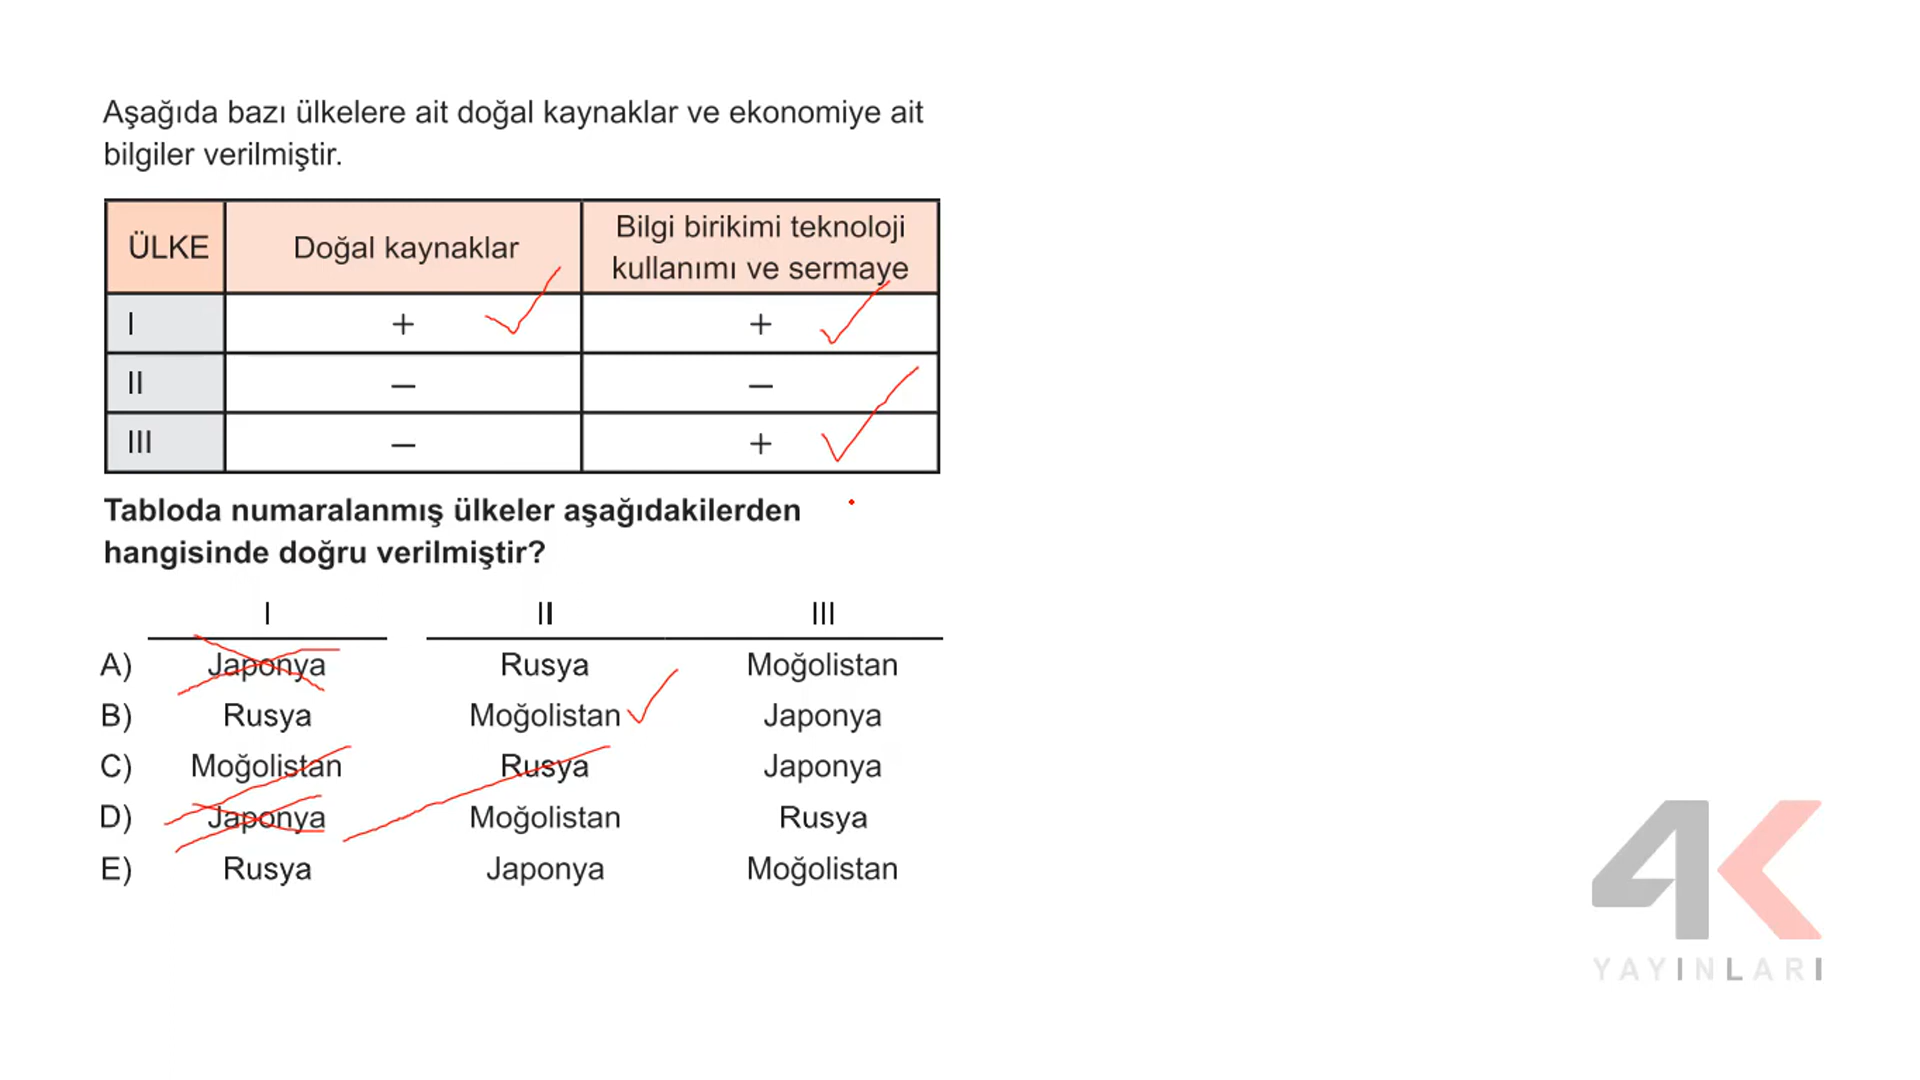 Aşağıda bazı ülkelere ait doğal kaynaklar ve ekonomiye ait
bilgiler verilmiştir.
ÜLKE Doğal kaynaklar Bilgi birikimi teknoloji kullanımı ve sermaye
I + +
II – –
III – +
Tabloda numaralanmış ülkeler aşağıdakilerden
hangisinde doğru verilmiştir?
I II III
A) Japonya Rusya Moğolistan
B) Rusya Moğolistan Japonya
C) Moğolistan Rusya Japonya
D) Japonya Moğolistan Rusya
E) Rusya Japonya Moğolistan
4K
YAYINLARI